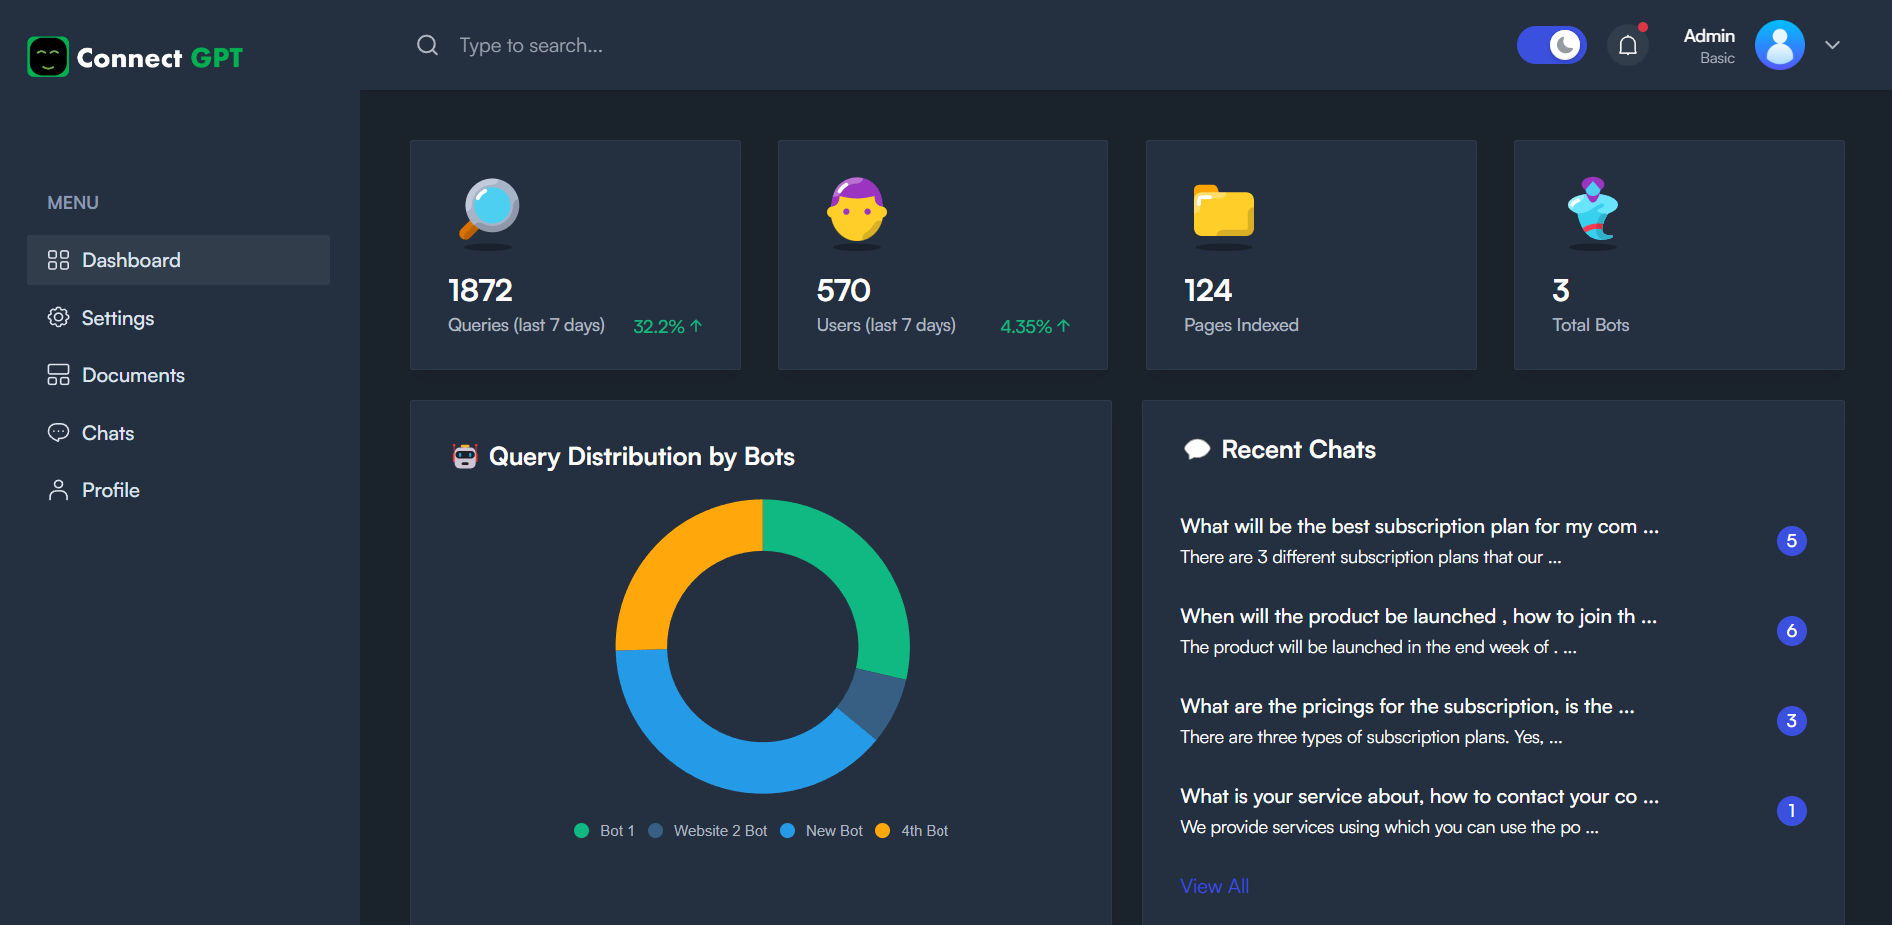 Connect GPT
Type to search...
Admin
Basic
MENU
Dashboard
Settings
Documents
Chats
Profile
1872
Queries (last 7 days) 32.2%
570
Users (last 7 days) 4.35%
124
Pages Indexed
3
Total Bots
Query Distribution by Bots
Bot 1 Website 2 Bot New Bot 4th Bot
Recent Chats
What will be the best subscription plan for my com ...
There are 3 different subscription plans that our ...
5
When will the product be launched , how to join th ...
The product will be launched in the end week of . ...
6
What are the pricings for the subscription, is the ...
There are three types of subscription plans. Yes, ...
3
What is your service about, how to contact your co ...
We provide services using which you can use the po ...
1
View All